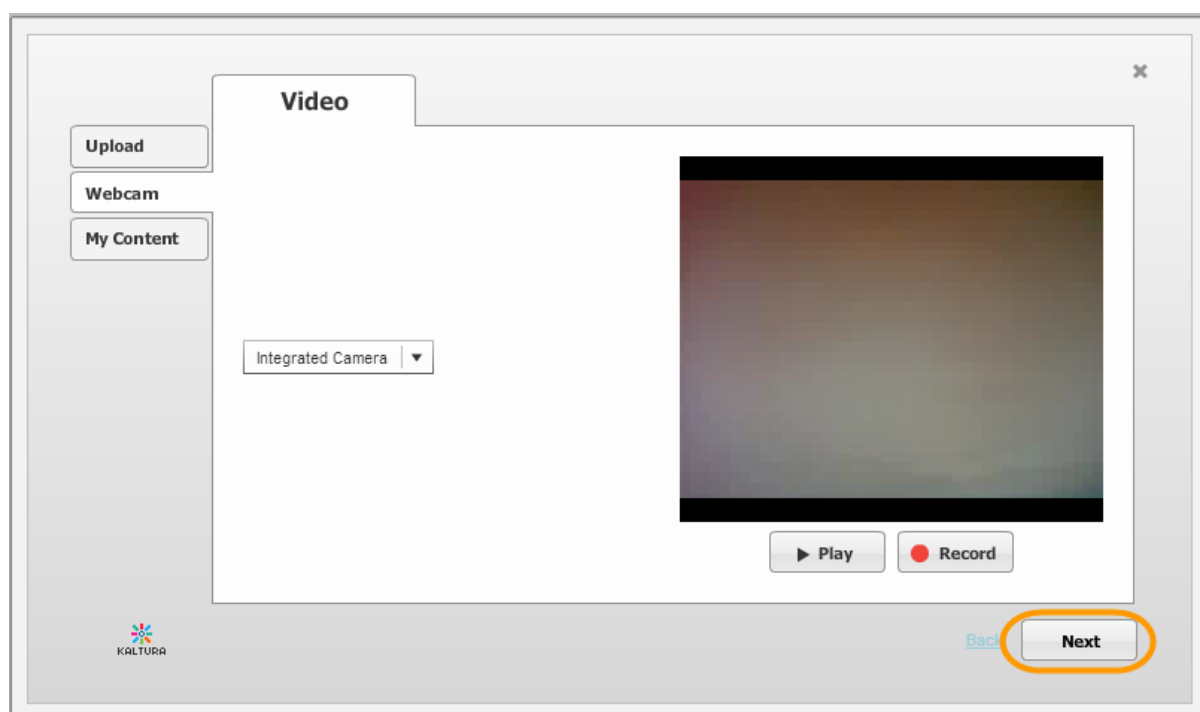 Video
Upload
Webcam
My Content
Integrated Camera
Play
Record
KALTURA
Back
Next